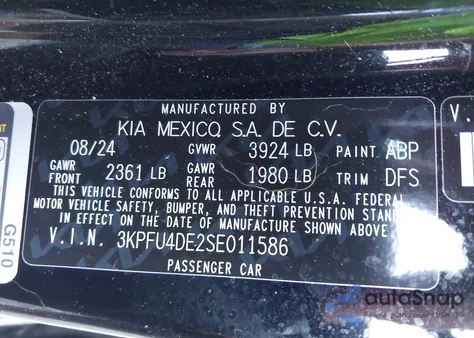 MANUFACTURED BY
KIA MEXICO, S.A. DE C.V.
08/24 GVWR 3924 LB PAINT ABP
GAWR FRONT 2361 LB GAWR REAR 1980 LB TRIM DFS
THIS VEHICLE CONFORMS TO ALL APPLICABLE U.S.A. FEDERAL
MOTOR VEHICLE SAFETY, BUMPER, AND THEFT PREVENTION STAND
IN EFFECT ON THE DATE OF MANUFACTURE SHOWN ABOVE.
V.I.N. 3KPFU4DE2SE011586
PASSENGER CAR
G510
V.
autoSnap